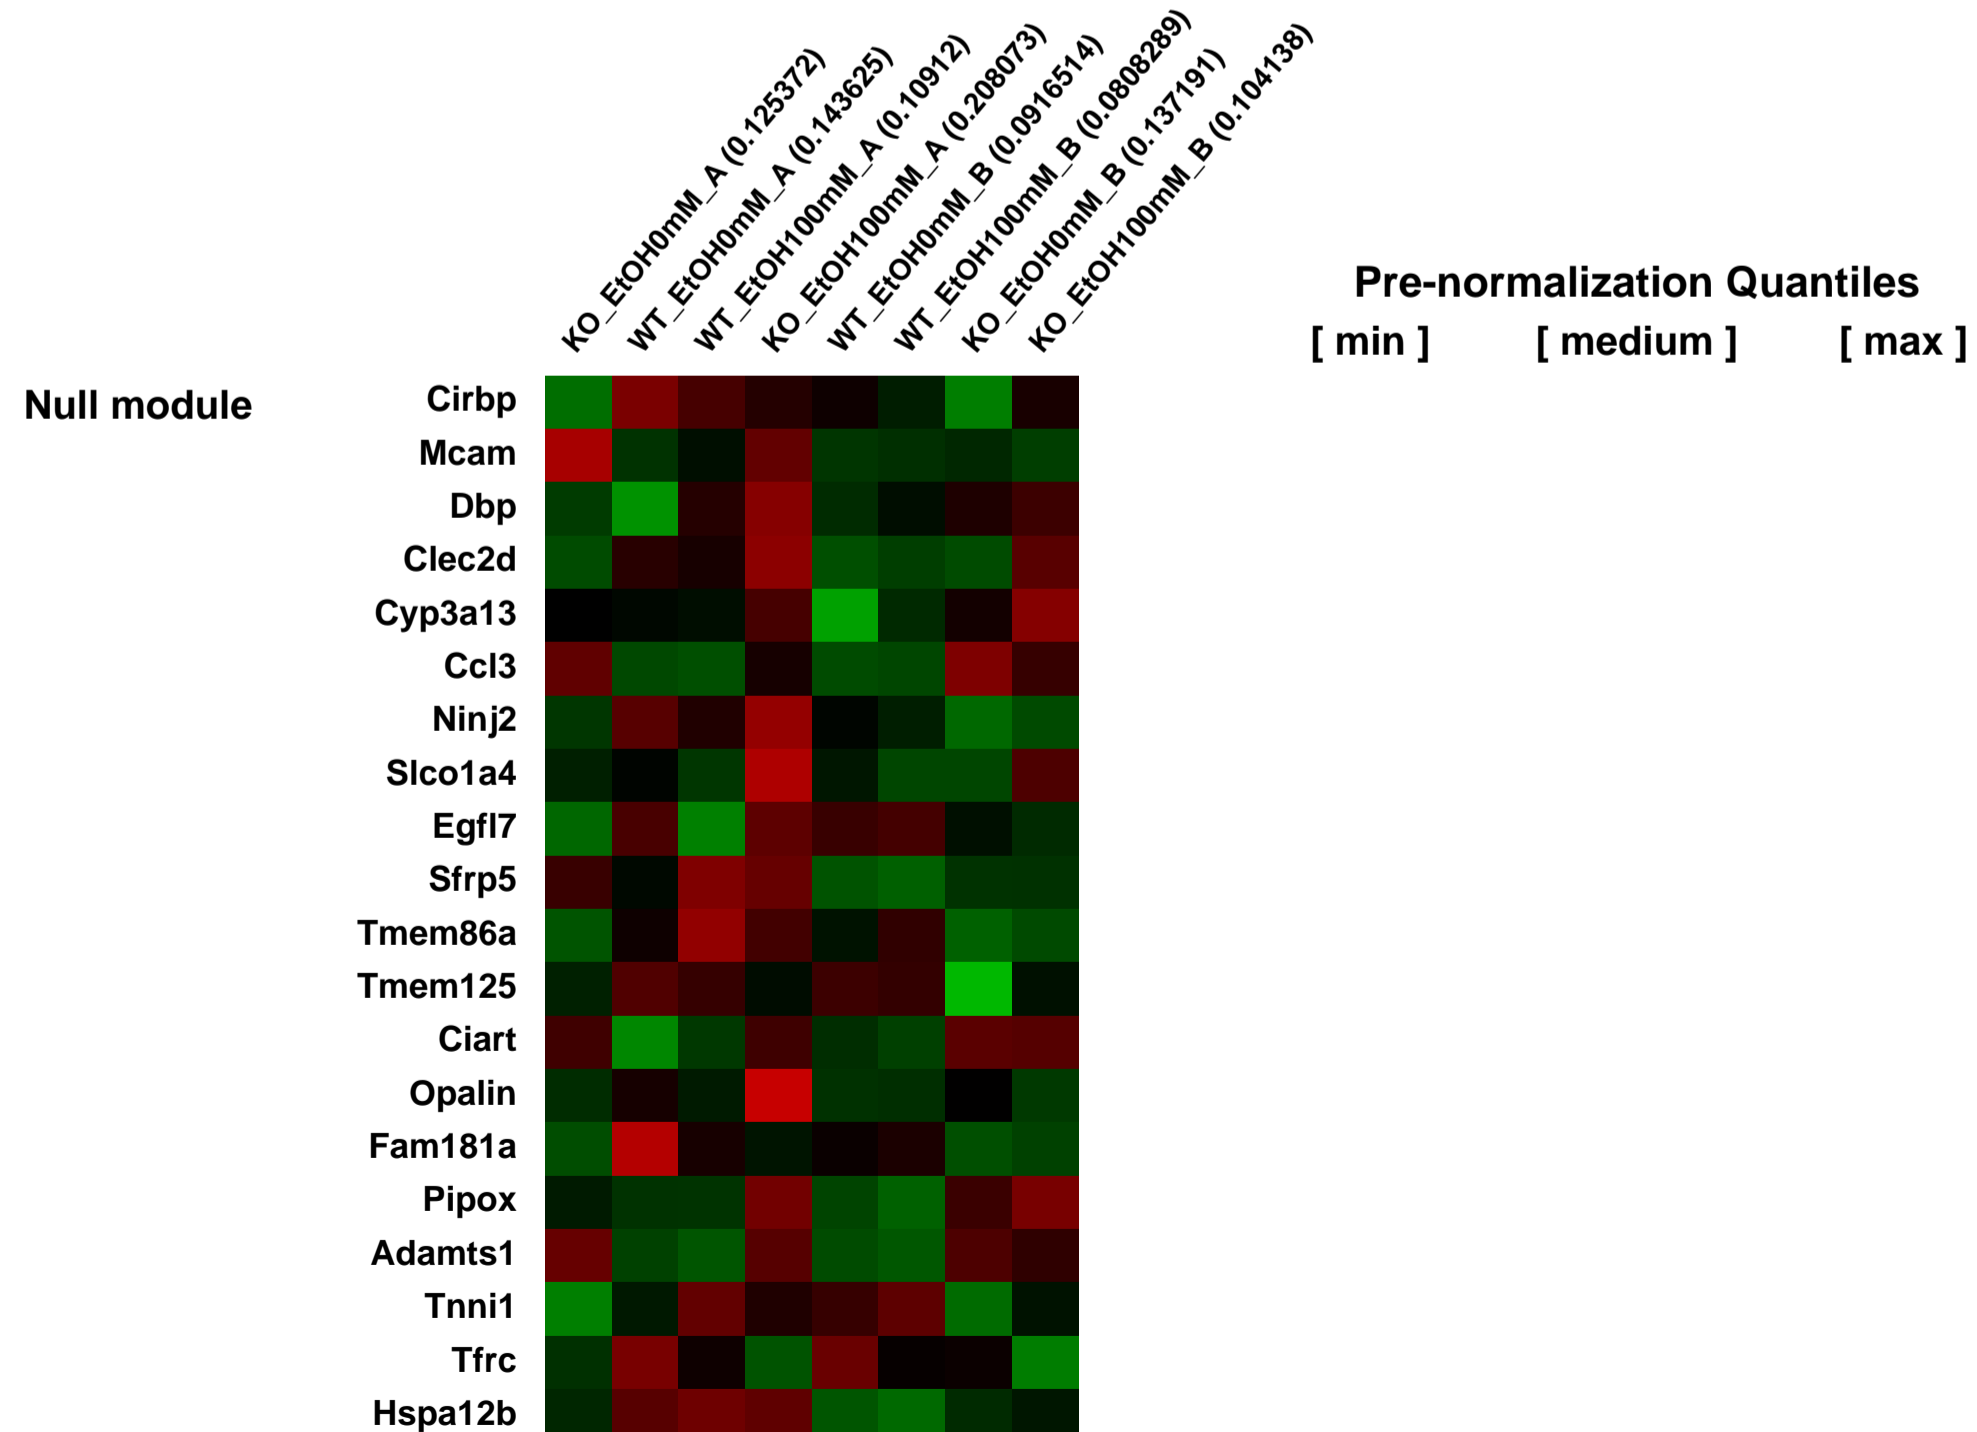 KO_EtOH0mM_A (0.125372)
WT_EtOH0mM_A (0.143625)
WT_EtOH100mM_A (0.10912)
KO_EtOH100mM_A (0.208073)
WT_EtOH0mM_B (0.0916514)
WT_EtOH100mM_B (0.0808289)
KO_EtOH0mM_B (0.137191)
KO_EtOH100mM_B (0.104138)
Pre-normalization Quantiles
[ min ] [ medium ] [ max ]
Null module
Cirbp
Mcam
Dbp
Clec2d
Cyp3a13
Ccl3
Ninj2
Slco1a4
Egfl7
Sfrp5
Tmem86a
Tmem125
Ciart
Opalin
Fam181a
Pipox
Adamts1
Tnni1
Tfrc
Hspa12b